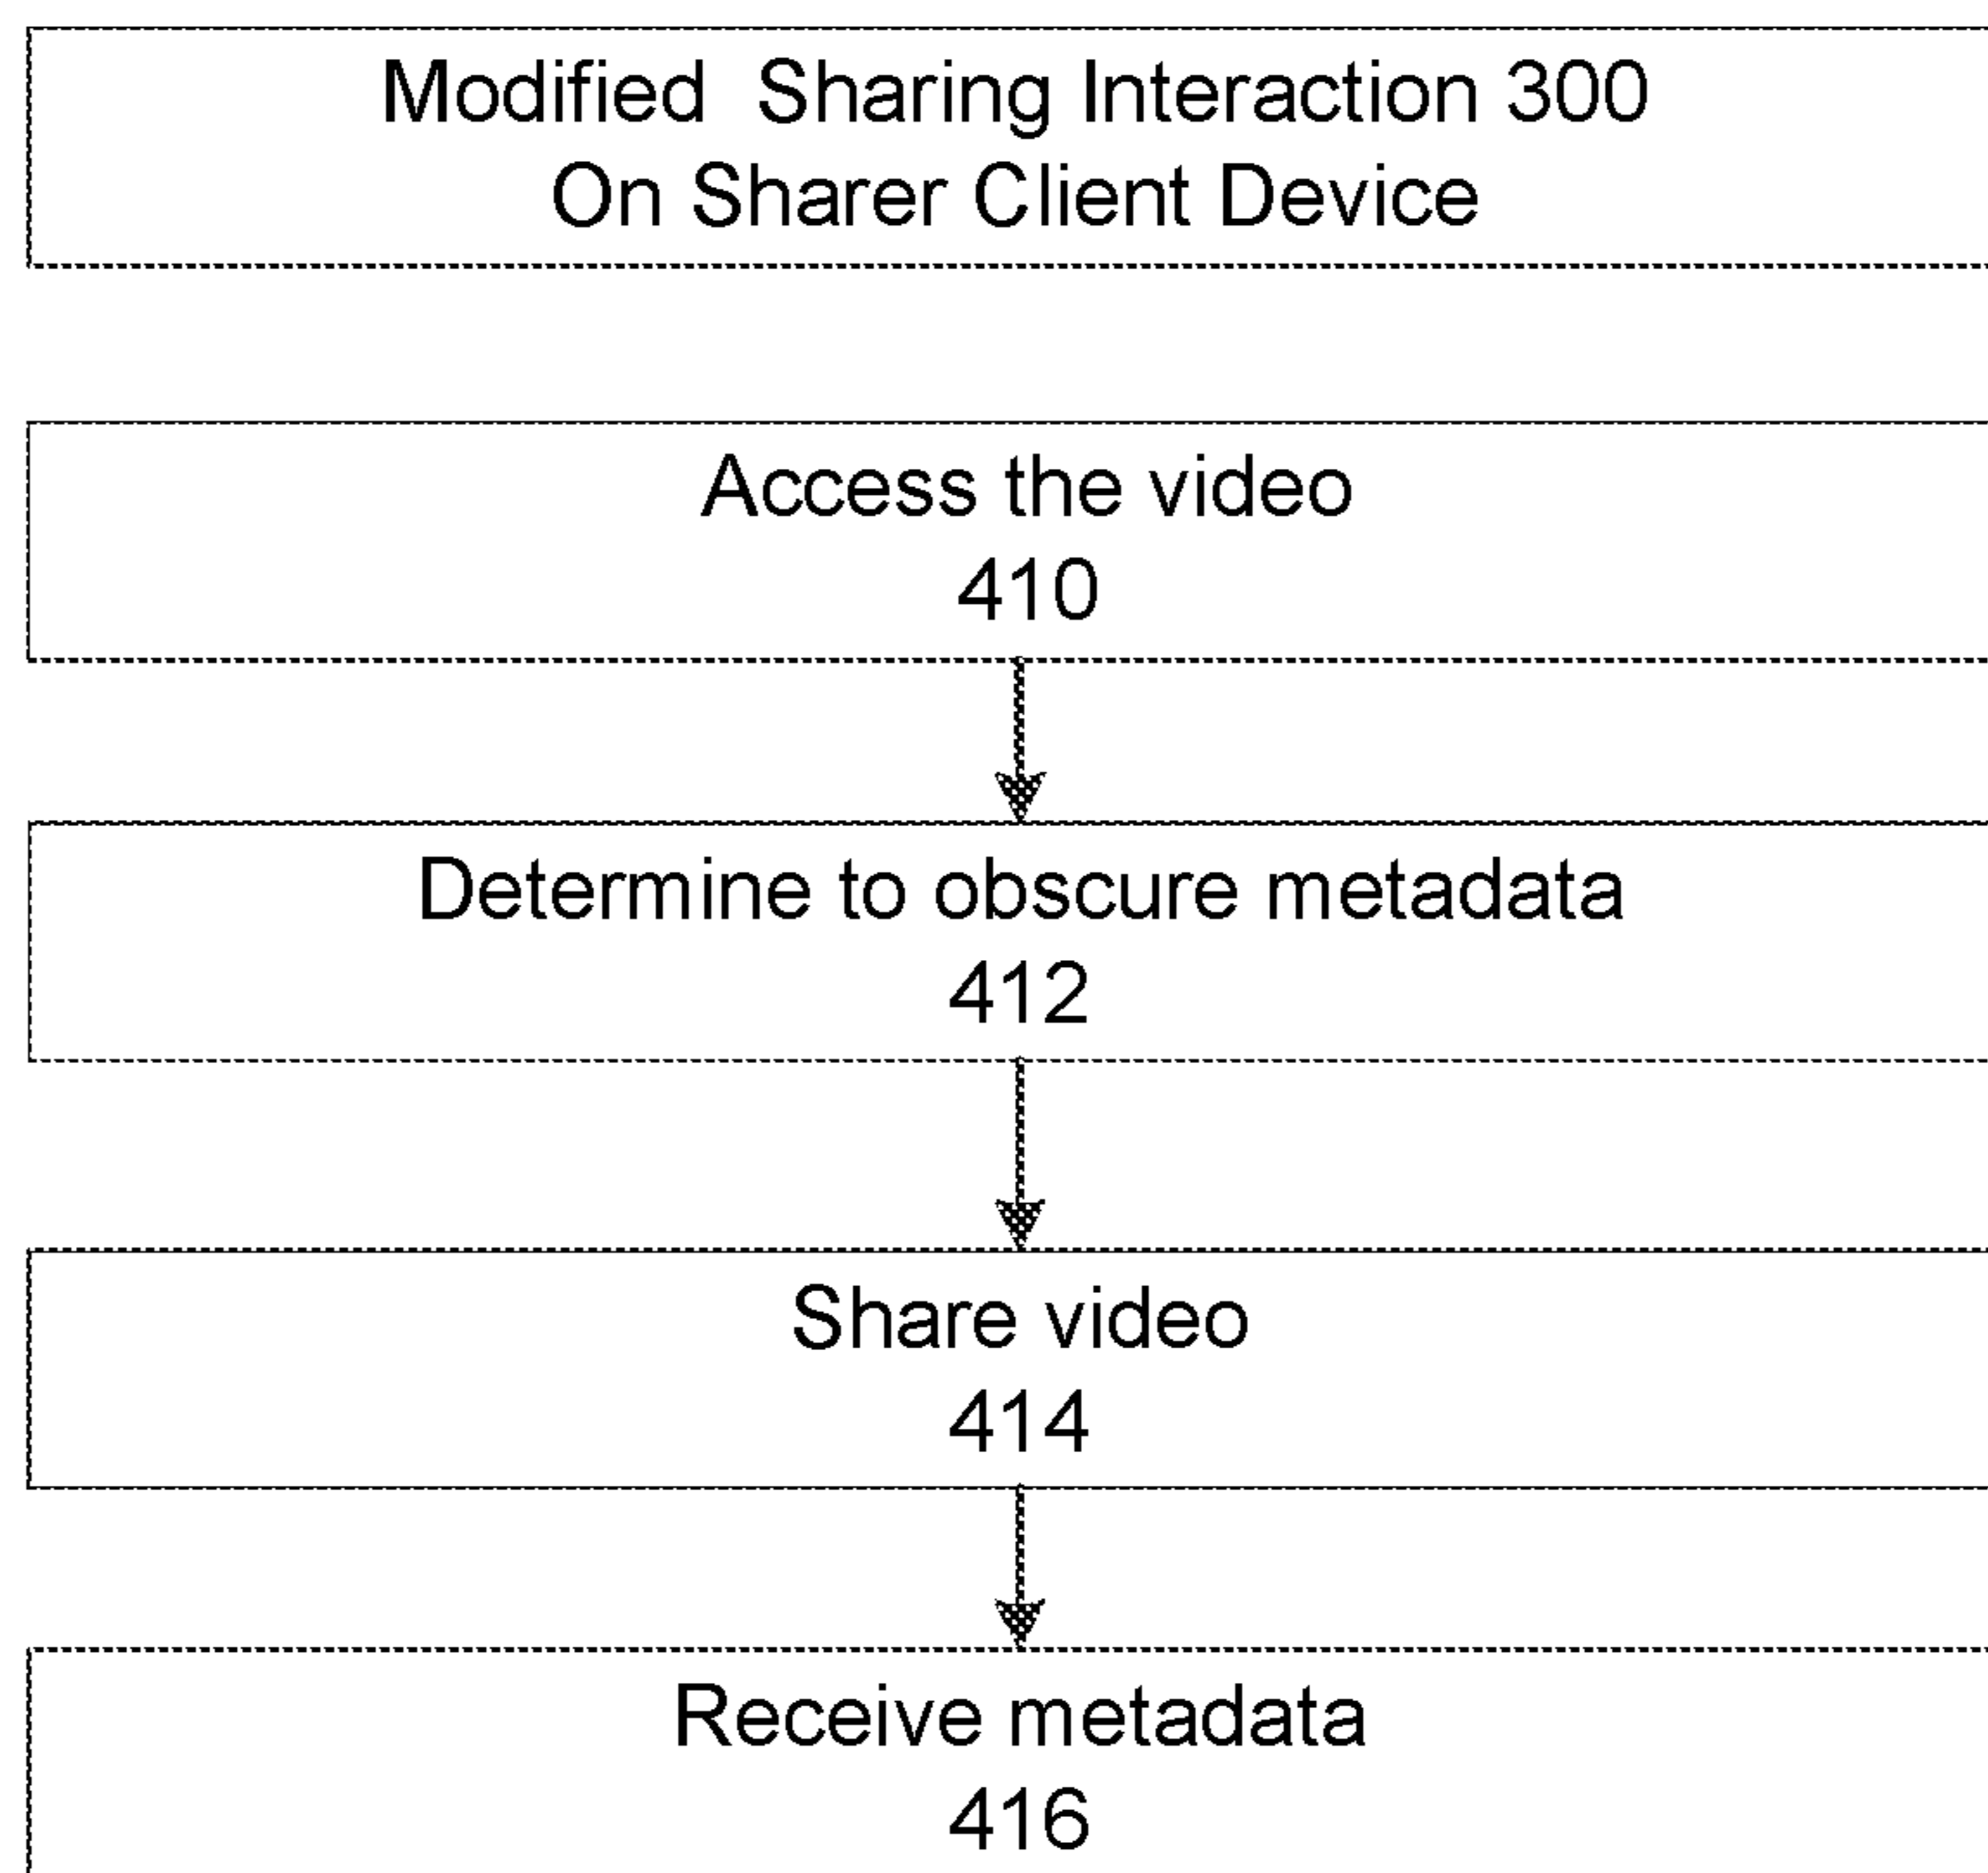 Modified Sharing Interaction 300
On Sharer Client Device
Access the video
410
Determine to obscure metadata
412
Share video
414
Receive metadata
416